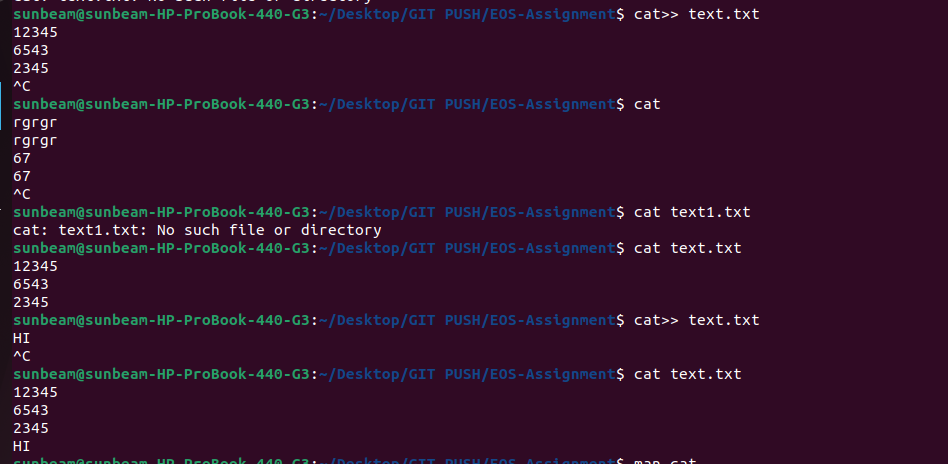 sunbeam@sunbeam-HP-ProBook-440-G3:~/Desktop/GIT PUSH/EOS-Assignment$ cat>> text.txt
12345
6543
2345
^C
sunbeam@sunbeam-HP-ProBook-440-G3:~/Desktop/GIT PUSH/EOS-Assignment$ cat
rgrgr
rgrgr
67
67
^C
sunbeam@sunbeam-HP-ProBook-440-G3:~/Desktop/GIT PUSH/EOS-Assignment$ cat text1.txt
cat: text1.txt: No such file or directory
sunbeam@sunbeam-HP-ProBook-440-G3:~/Desktop/GIT PUSH/EOS-Assignment$ cat text.txt
12345
6543
2345
sunbeam@sunbeam-HP-ProBook-440-G3:~/Desktop/GIT PUSH/EOS-Assignment$ cat>> text.txt
HI
^C
sunbeam@sunbeam-HP-ProBook-440-G3:~/Desktop/GIT PUSH/EOS-Assignment$ cat text.txt
12345
6543
2345
HI
sunbeam@sunbeam-HP-ProBook-440-G3:~/Desktop/GIT PUSH/EOS-Assignment$ man cat